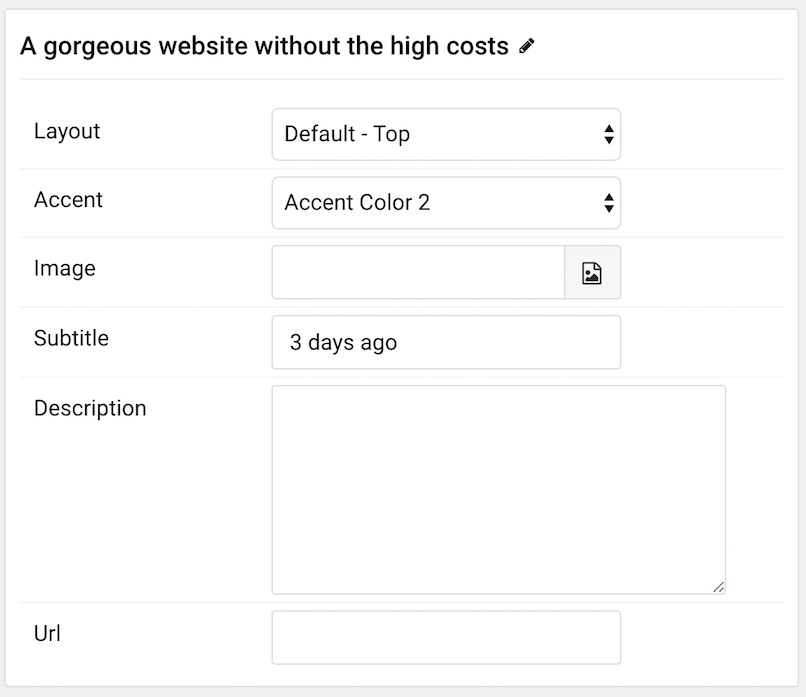 A gorgeous website without the high costs
Layout
Default - Top
Accent
Accent Color 2
Image
Subtitle
3 days ago
Description
Url